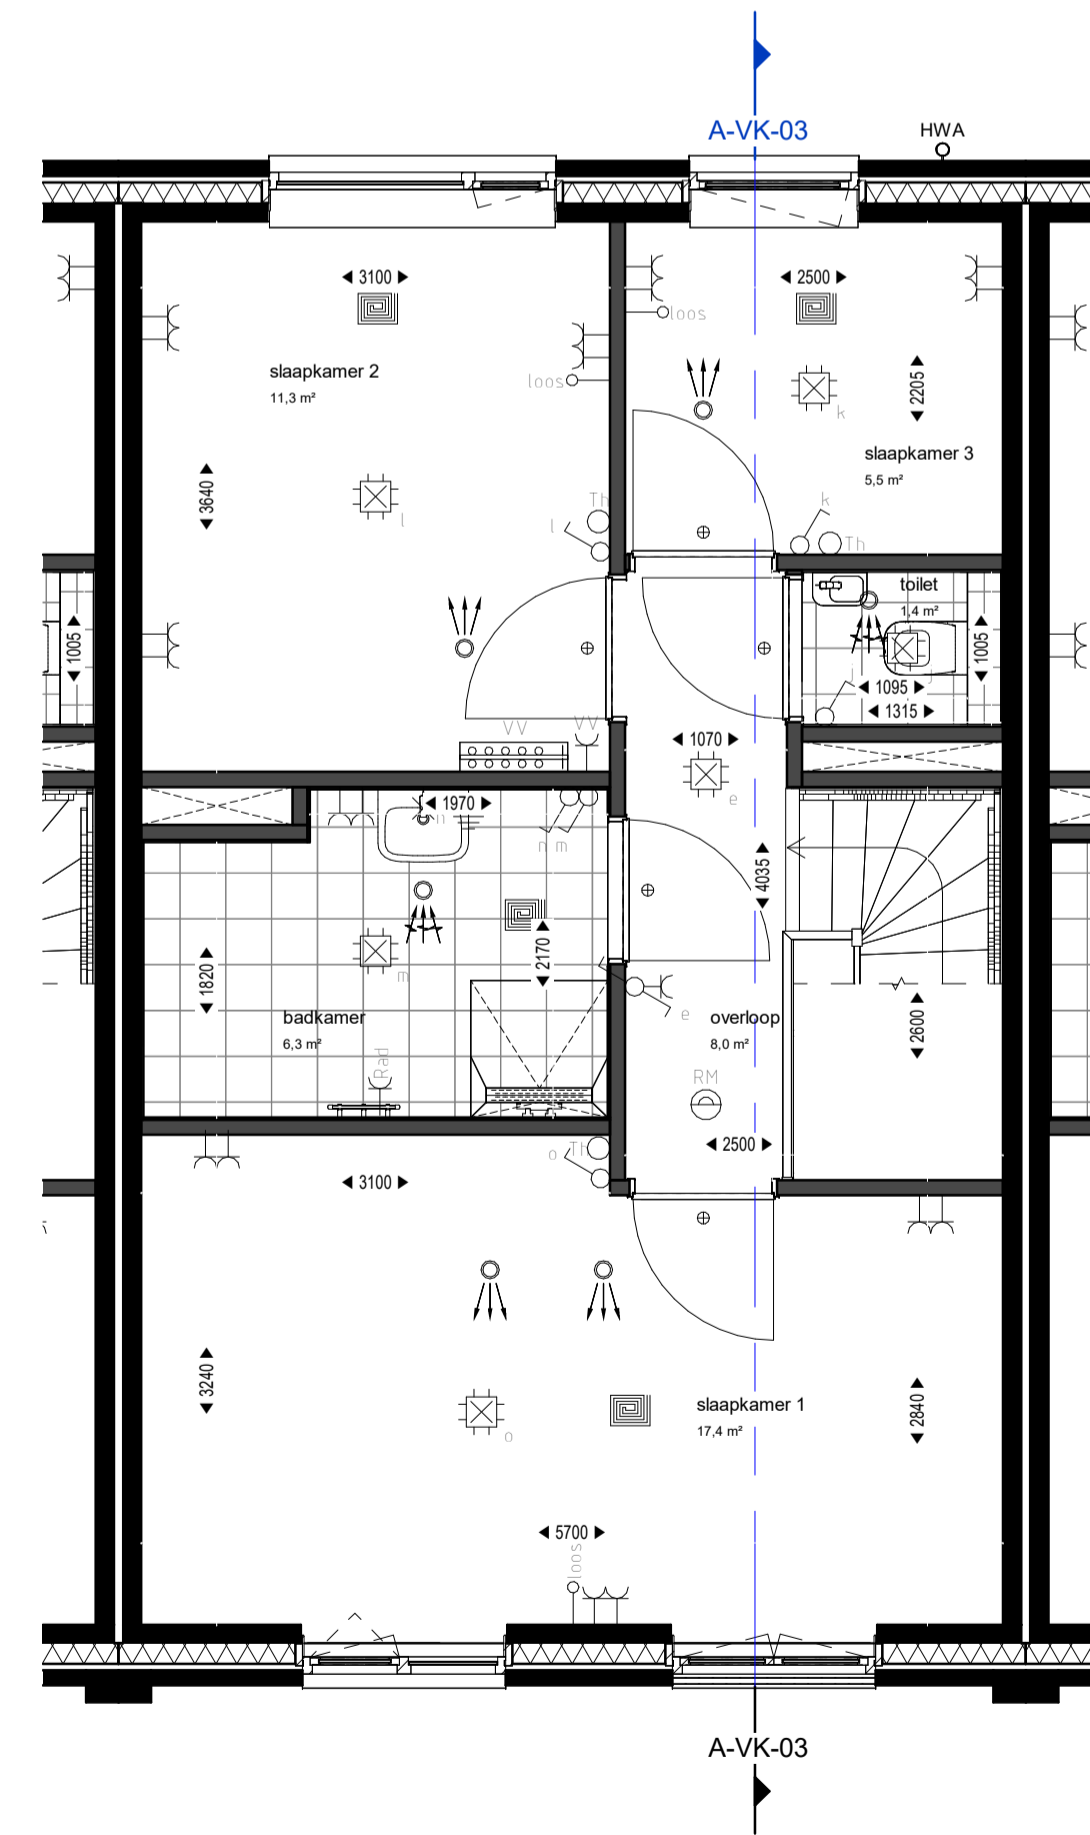 A-VK-03
HWA
3100
2500
loos
slaapkamer 2
11,3 m²
loos
2205
k
slaapkamer 3
5,5 m²
3640
l
Th
l
k
Th
toilet
1,4 m²
1005
1005
j
j
1095
1315
VV
VV
1070
e
1970
n
n
m
4035
2170
m
1820
badkamer
6,3 m²
Rad
e
overloop
8,0 m²
2600
RM
2500
o
Th
3100
3240
slaapkamer 1
17,4 m²
2840
o
5700
loos
A-VK-03